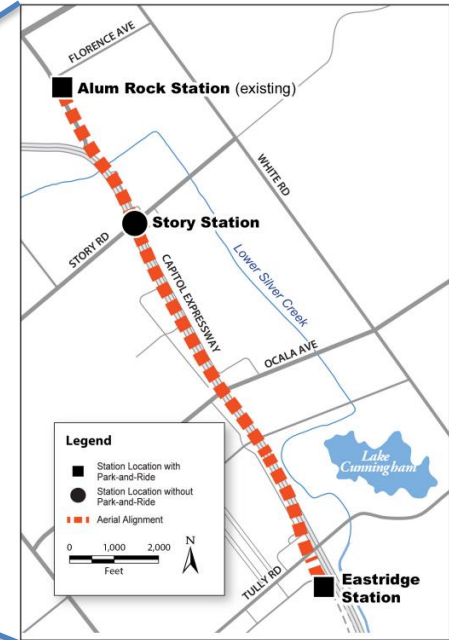 FLORENCE AVE
Alum Rock Station (existing)
WHITE RD
Story Station
STORY RD
Lower Silver Creek
CAPITOL EXPRESSWAY
OCALA AVE
Legend
Station Location with
Park-and-Ride
Station Location without
Park-and-Ride
Aerial Alignment
0 1,000 2,000
Feet
N
Lake
Cunningham
TULLY RD
Eastridge
Station